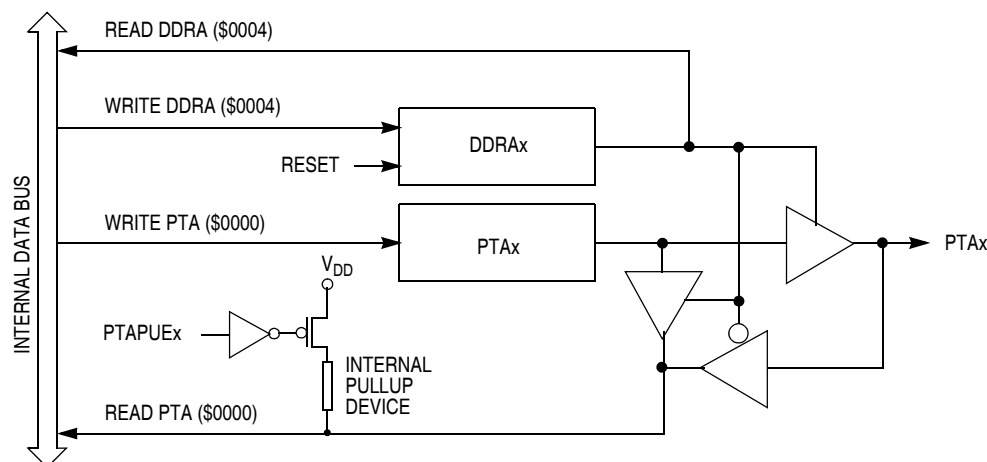 READ DDRA ($0004)
WRITE DDRA ($0004)
DDRAx
RESET
INTERNAL DATA BUS
WRITE PTA ($0000)
PTAx
PTAx
VDD
PTAPUEx
INTERNAL
PULLUP
DEVICE
READ PTA ($0000)